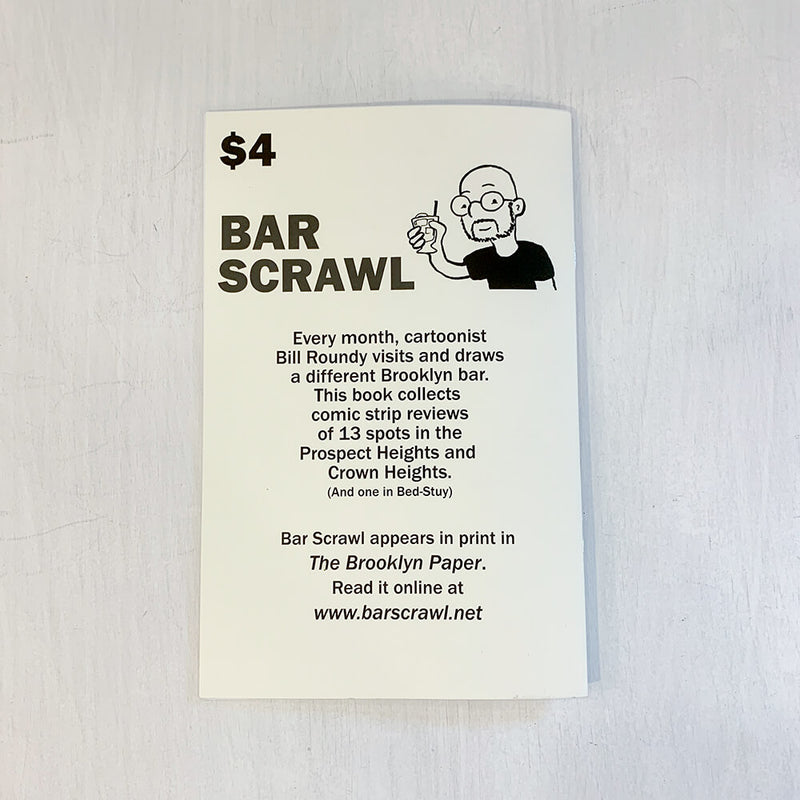 $4
BAR
SCRAWL
Every month, cartoonist
Bill Roundy visits and draws
a different Brooklyn bar.
This book collects
comic strip reviews
of 13 spots in the
Prospect Heights and
Crown Heights.
(And one in Bed-Stuy)
Bar Scrawl appears in print in
The Brooklyn Paper.
Read it online at
www.barscrawl.net